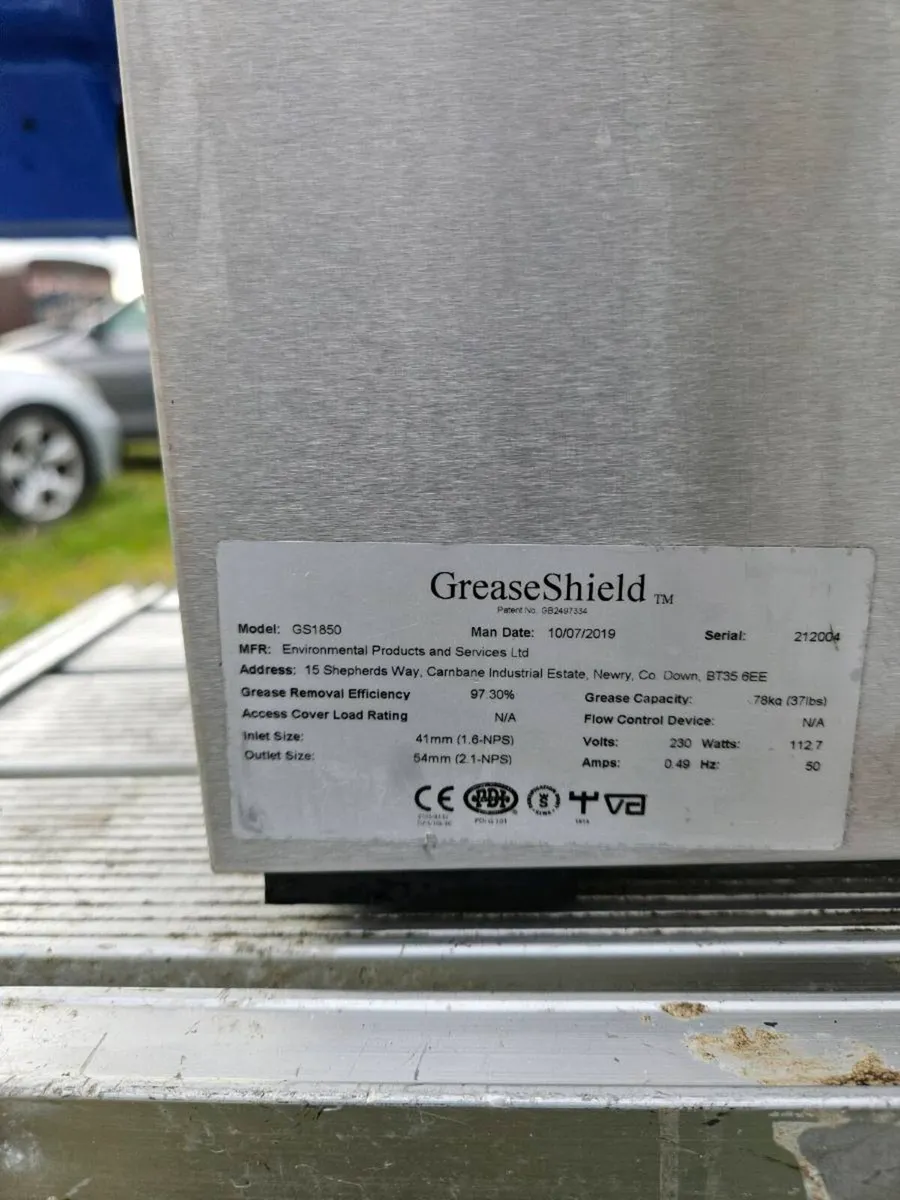 GreaseShield TM
Patent No. GB2497334
Model: GS1850 Man Date: 10/07/2019 Serial: 212004
MFR: Environmental Products and Services Ltd
Address: 15 Shepherds Way, Carnbane Industrial Estate, Newry, Co. Down, BT35 6EE
Grease Removal Efficiency 97.30% Grease Capacity: 78kg (37lbs)
Access Cover Load Rating N/A Flow Control Device: N/A
Inlet Size: 41mm (1.6-NPS) Volts: 230 Watts: 112.7
Outlet Size: 54mm (2.1-NPS) Amps: 0.49 Hz: 50
CE PDI S va
PDI G 101